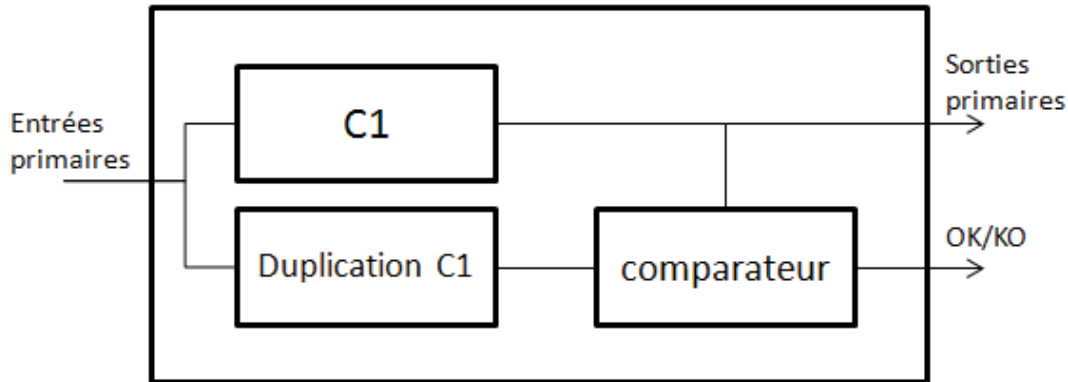 Entrées
primaires
C1
Duplication C1
comparateur
Sorties
primaires
OK/KO